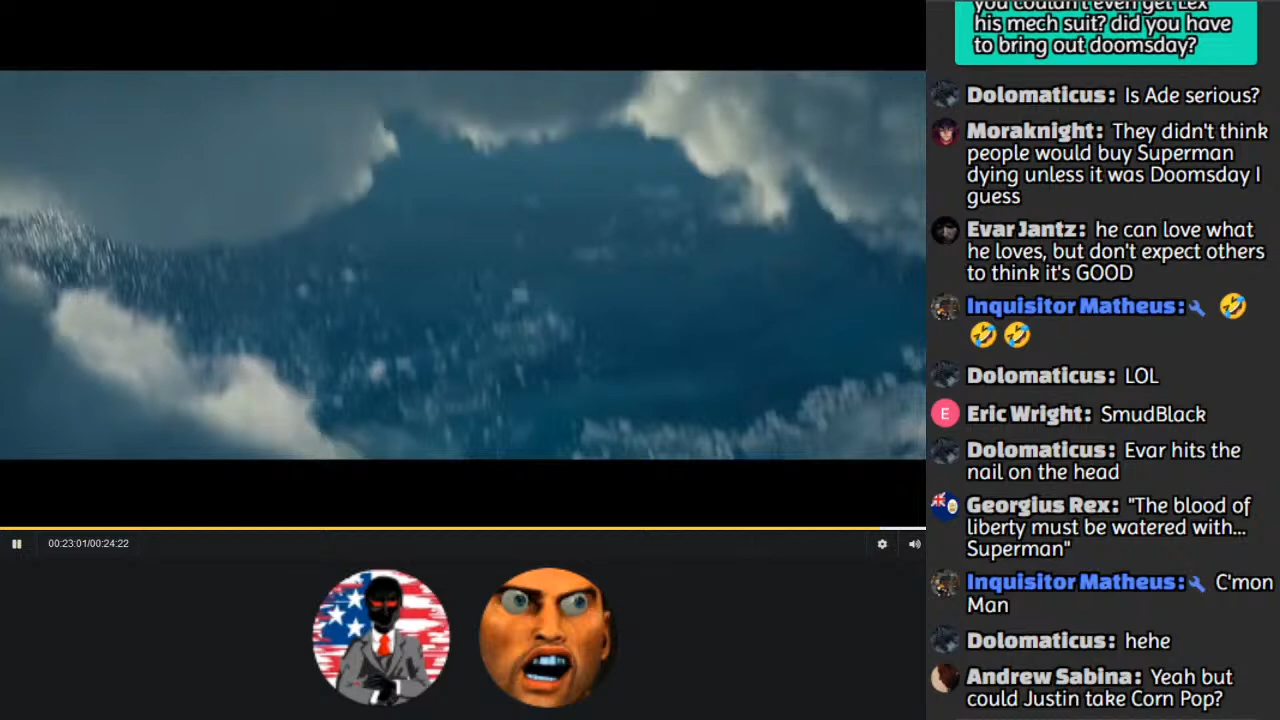 you couldn't even get Lex
his mech suit? did you have
to bring out doomsday?
Dolomaticus: Is Ade serious?
Moraknight: They didn't think
people would buy Superman
dying unless it was Doomsday I
guess
Evar Jantz: he can love what
he loves, but don't expect others
to think it's GOOD
Inquisitor Matheus: 🤣
🤣 🤣
Dolomaticus: LOL
E Eric Wright: SmudBlack
Dolomaticus: Evar hits the
nail on the head
Georgius Rex: "The blood of
liberty must be watered with...
Superman"
Inquisitor Matheus: C'mon
Man
Dolomaticus: hehe
Andrew Sabina: Yeah but
could Justin take Corn Pop?
00:23:01/00:24:22